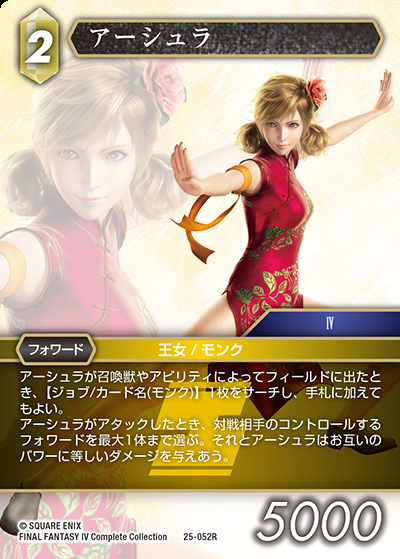 2
アーシュラ
IV
フォワード
王女 / モンク
アーシュラが召喚獣やアビリティによってフィールドに出たと
き、【ジョブ/カード名(モンク)】1枚をサーチし、手札に加えて
もよい。
アーシュラがアタックしたとき、対戦相手のコントロールする
フォワードを最大1体まで選ぶ。それとアーシュラはお互いの
パワーに等しいダメージを与えあう。
© SQUARE ENIX
FINAL FANTASY IV Complete Collection 25-052R
5000